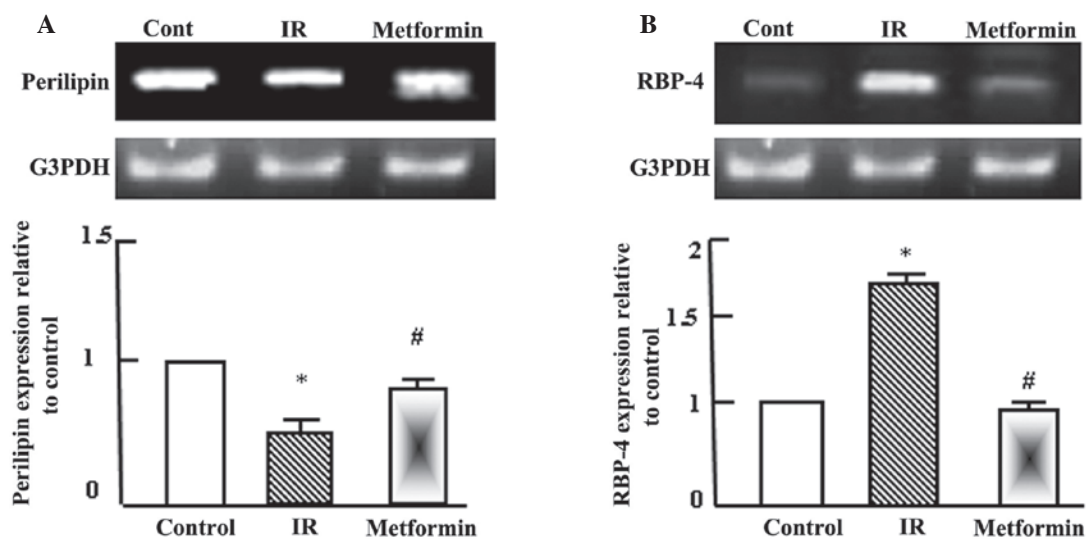 A
Cont IR Metformin
Perilipin
G3PDH
Perilipin expression relative
to control
1.5
1
0
*
#
Control IR Metformin
B
Cont IR Metformin
RBP-4
G3PDH
RBP-4 expression relative
to control
2
1.5
1
0
*
#
Control IR Metformin